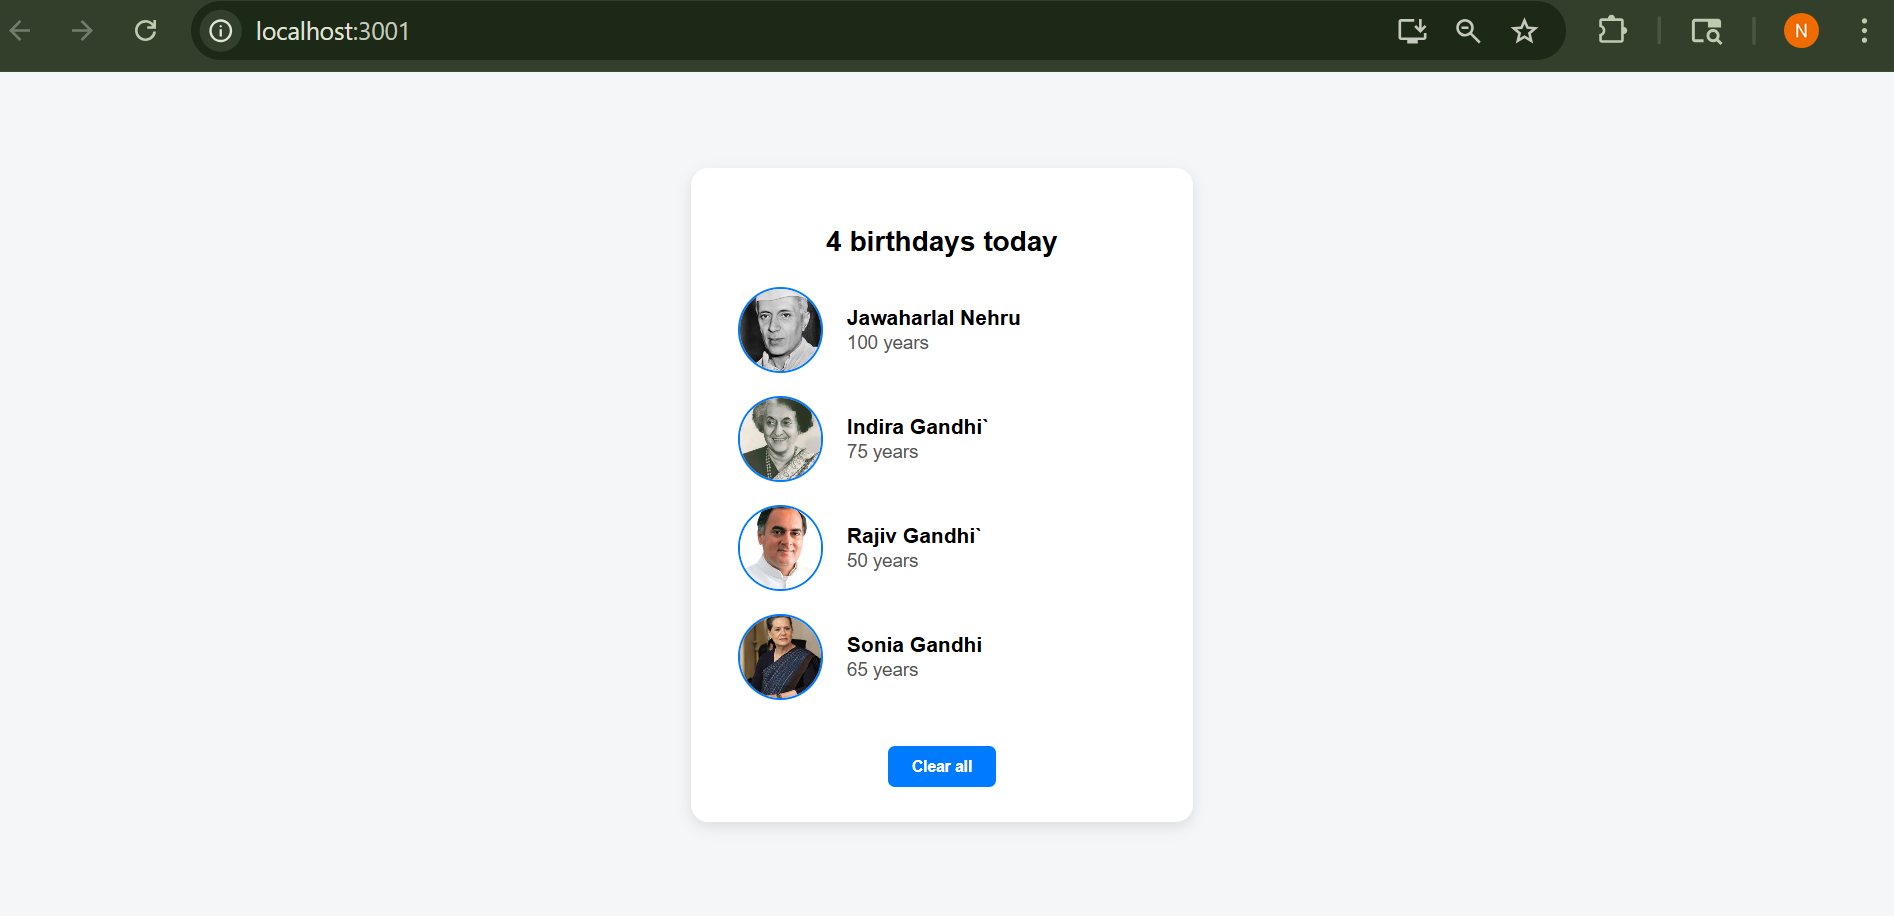 localhost:3001
N
4 birthdays today
Jawaharlal Nehru
100 years
Indira Gandhi`
75 years
Rajiv Gandhi`
50 years
Sonia Gandhi
65 years
Clear all